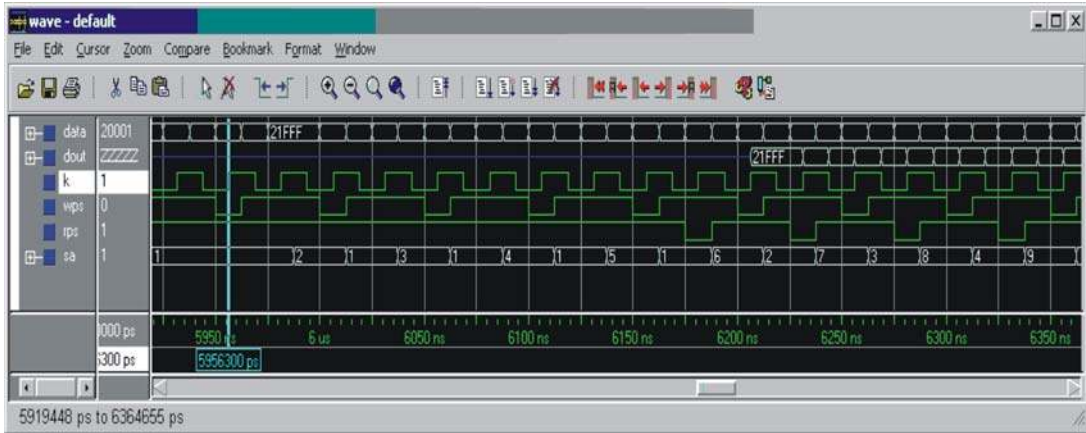 wave - default
File Edit Cursor Zoom Compare Bookmark Format Window
data 20001 21FFF
dout ZZZZZZ 21FFF
k 1
wps 0
rps 1
sa 1 1 2 1 3 1 4 1 5 1 6 2 7 3 8 4 9
000 ps 5950 6 us 6050 ns 6100 ns 6150 ns 6200 ns 6250 ns 6300 ns 6350 ns
300 ps 5956300 ps
5919448 ps to 6364655 ps